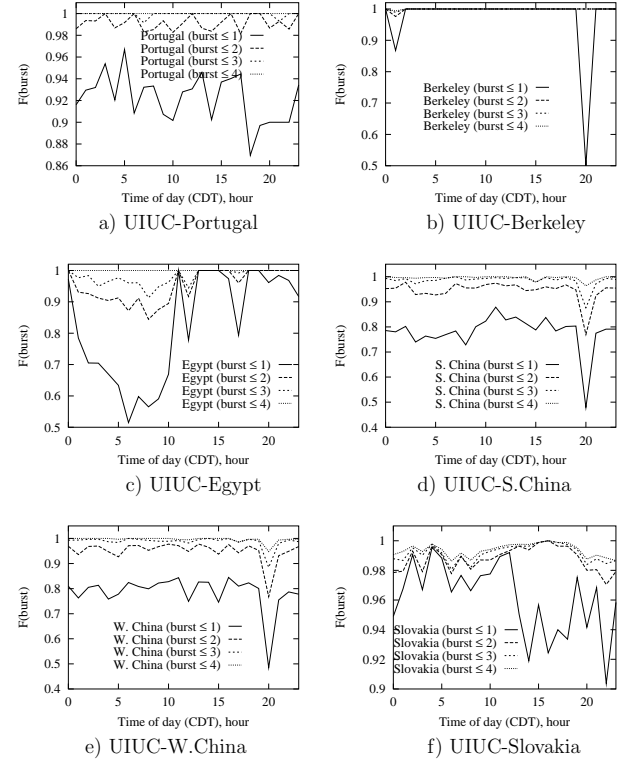 1
0.98
0.96
0.94
0.92
0.9
0.88
0.86
F(burst)
Portugal (burst ≤ 1)
Portugal (burst ≤ 2)
Portugal (burst ≤ 3)
Portugal (burst ≤ 4)
0 5 10 15 20
Time of day (CDT), hour
a) UIUC-Portugal
1
0.9
0.8
0.7
0.6
0.5
F(burst)
Berkeley (burst ≤ 1)
Berkeley (burst ≤ 2)
Berkeley (burst ≤ 3)
Berkeley (burst ≤ 4)
0 5 10 15 20
Time of day (CDT), hour
b) UIUC-Berkeley
1
0.9
0.8
0.7
0.6
0.5
F(burst)
Egypt (burst ≤ 1)
Egypt (burst ≤ 2)
Egypt (burst ≤ 3)
Egypt (burst ≤ 4)
0 5 10 15 20
Time of day (CDT), hour
c) UIUC-Egypt
1
0.9
0.8
0.7
0.6
0.5
0.4
F(burst)
S. China (burst ≤ 1)
S. China (burst ≤ 2)
S. China (burst ≤ 3)
S. China (burst ≤ 4)
0 5 10 15 20
Time of day (CDT), hour
d) UIUC-S.China
1
0.9
0.8
0.7
0.6
0.5
0.4
F(burst)
W. China (burst ≤ 1)
W. China (burst ≤ 2)
W. China (burst ≤ 3)
W. China (burst ≤ 4)
0 5 10 15 20
Time of day (CDT), hour
e) UIUC-W.China
1
0.98
0.96
0.94
0.92
0.9
F(burst)
Slovakia (burst ≤ 1)
Slovakia (burst ≤ 2)
Slovakia (burst ≤ 3)
Slovakia (burst ≤ 4)
0 5 10 15 20
Time of day (CDT), hour
f) UIUC-Slovakia